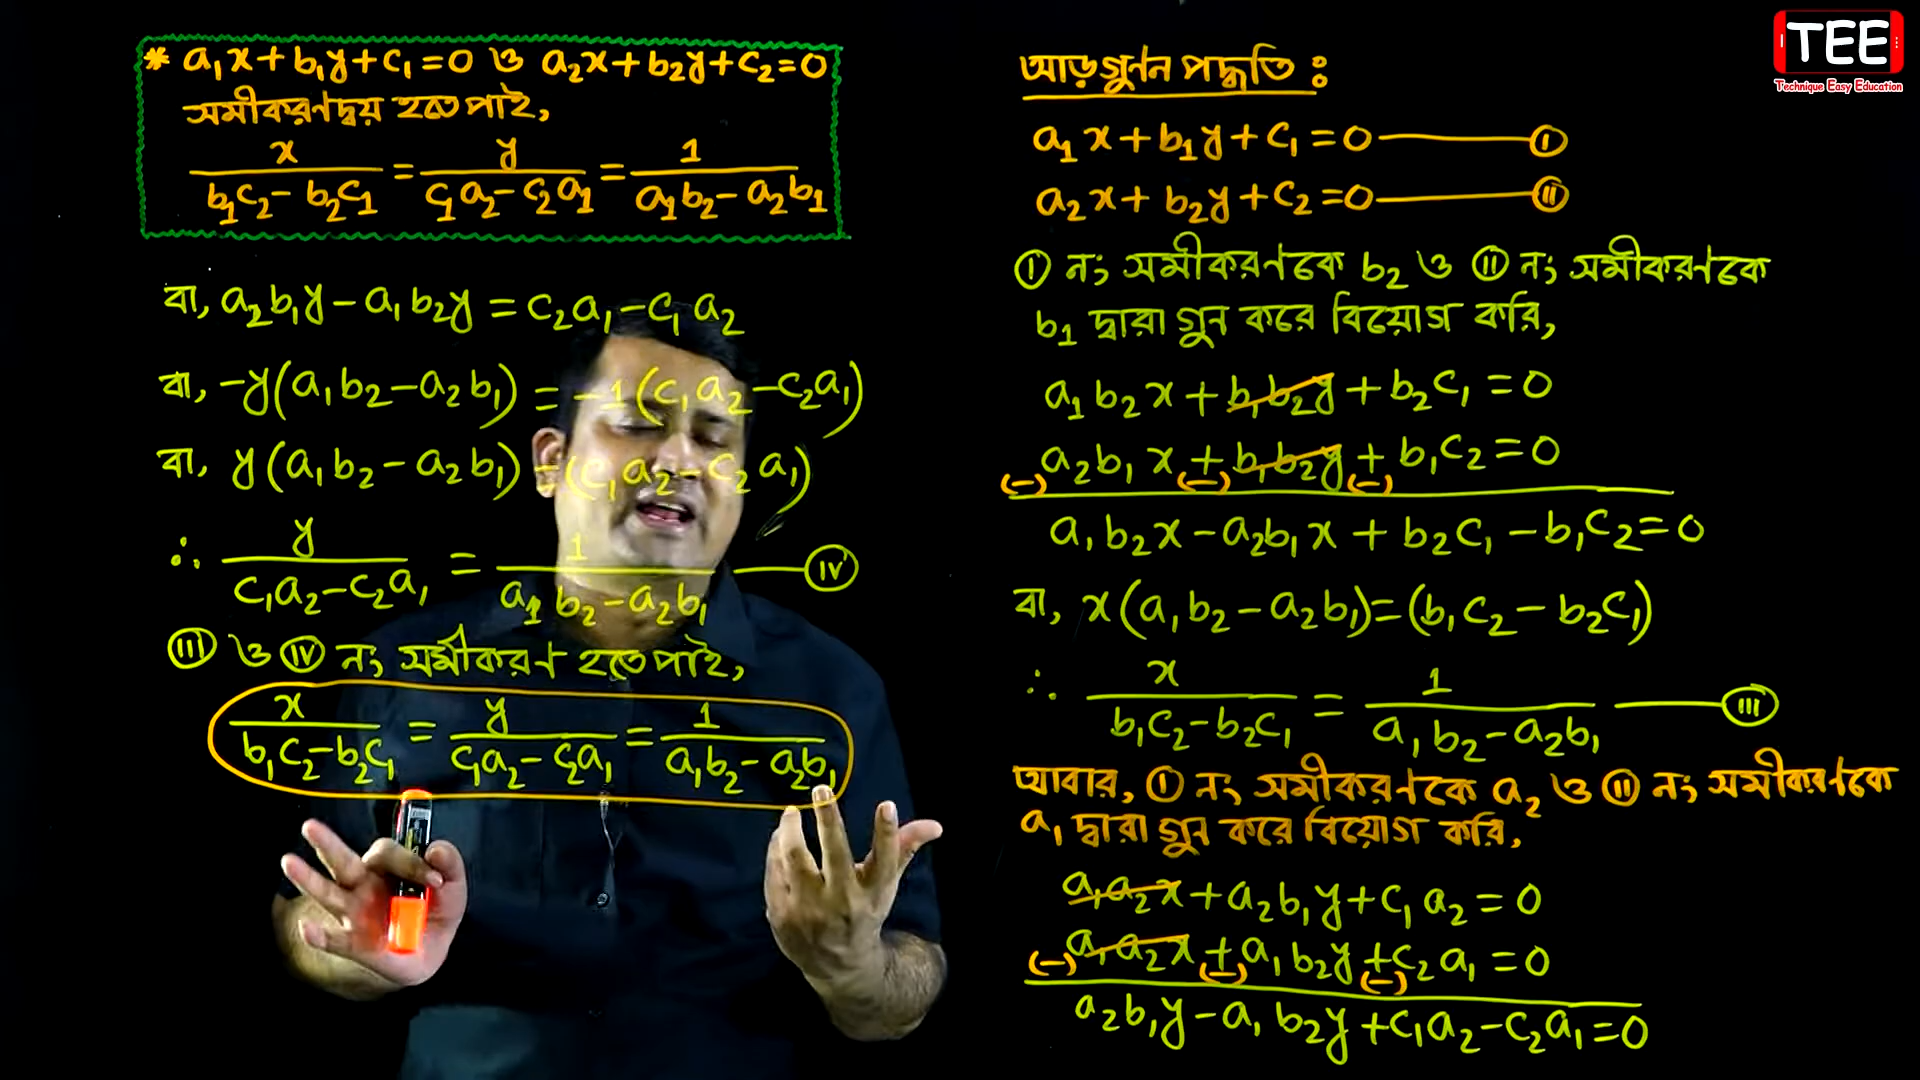 * a₁x + b₁y + c₁ = 0 ও a₂x + b₂y + c₂ = 0
সমীকরণদ্বয় হতে পাই,
x/(b₁c₂ - b₂c₁) = y/(c₁a₂ - c₂a₁) = 1/(a₁b₂ - a₂b₁)
বা, a₂b₁y - a₁b₂y = c₂a₁ - c₁a₂
বা, -y(a₁b₂ - a₂b₁) = -1(c₁a₂ - c₂a₁)
বা, y(a₁b₂ - a₂b₁) = (c₁a₂ - c₂a₁)
∴ y/(c₁a₂ - c₂a₁) = 1/(a₁b₂ - a₂b₁) — (IV)
(III) ও (IV) নং সমীকরণ হতে পাই,
x/(b₁c₂ - b₂c₁) = y/(c₁a₂ - c₂a₁) = 1/(a₁b₂ - a₂b₁)
আড়গুণন পদ্ধতি :
a₁x + b₁y + c₁ = 0 — (I)
a₂x + b₂y + c₂ = 0 — (II)
(I) নং সমীকরণকে b₂ ও (II) নং সমীকরণকে
b₁ দ্বারা গুন করে বিয়োগ করি,
a₁b₂x + b₁b₂y + b₂c₁ = 0
a₂b₁x + b₁b₂y + b₁c₂ = 0
(-) (-) (-)
a₁b₂x - a₂b₁x + b₂c₁ - b₁c₂ = 0
বা, x(a₁b₂ - a₂b₁) = (b₁c₂ - b₂c₁)
∴ x/(b₁c₂ - b₂c₁) = 1/(a₁b₂ - a₂b₁) — (III)
আবার, (I) নং সমীকরণকে a₂ ও (II) নং সমীকরণকে
a₁ দ্বারা গুন করে বিয়োগ করি,
a₁a₂x + a₂b₁y + c₁a₂ = 0
a₁a₂x + a₁b₂y + c₂a₁ = 0
(-) (-) (-)
a₂b₁y - a₁b₂y + c₁a₂ - c₂a₁ = 0
TEE
Technique Easy Education